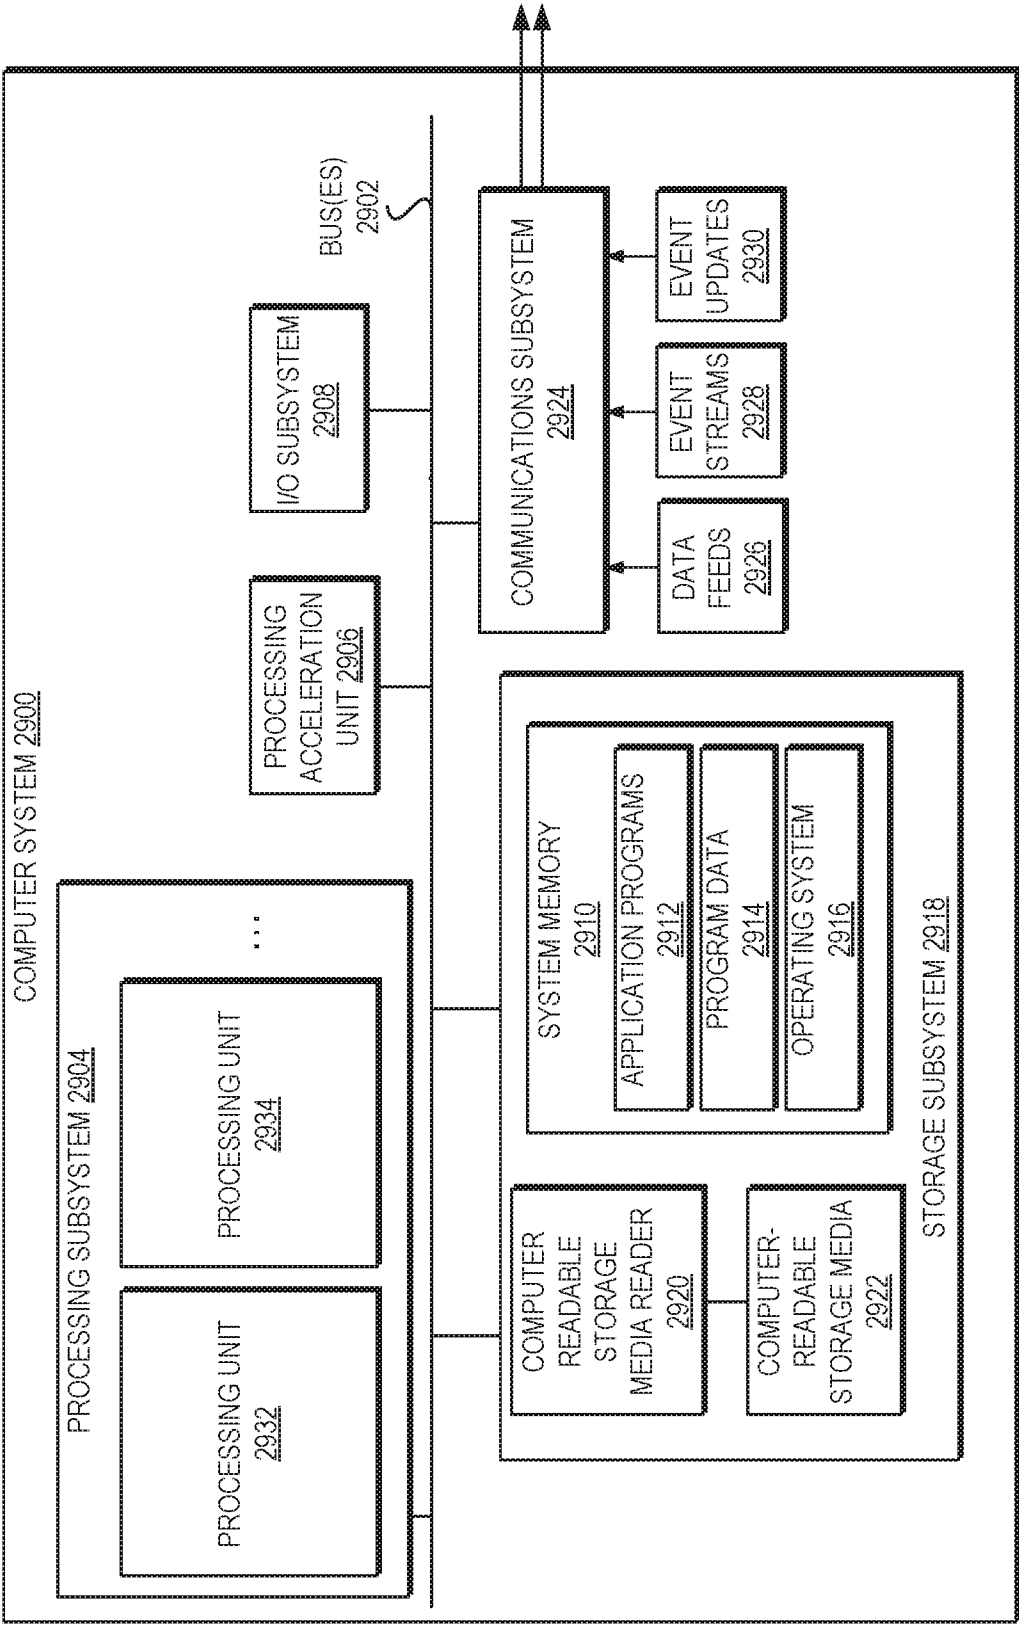 COMPUTER SYSTEM 2900
PROCESSING SUBSYSTEM 2904
PROCESSING UNIT
2932
PROCESSING UNIT
2934
...
PROCESSING
ACCELERATION
UNIT 2906
I/O SUBSYSTEM
2908
BUS(ES)
2902
COMPUTER
READABLE
STORAGE
MEDIA READER
2920
COMPUTER-
READABLE
STORAGE MEDIA
2922
SYSTEM MEMORY
2910
APPLICATION PROGRAMS
2912
PROGRAM DATA
2914
OPERATING SYSTEM
2916
STORAGE SUBSYSTEM 2918
COMMUNICATIONS SUBSYSTEM
2924
DATA
FEEDS
2926
EVENT
STREAMS
2928
EVENT
UPDATES
2930